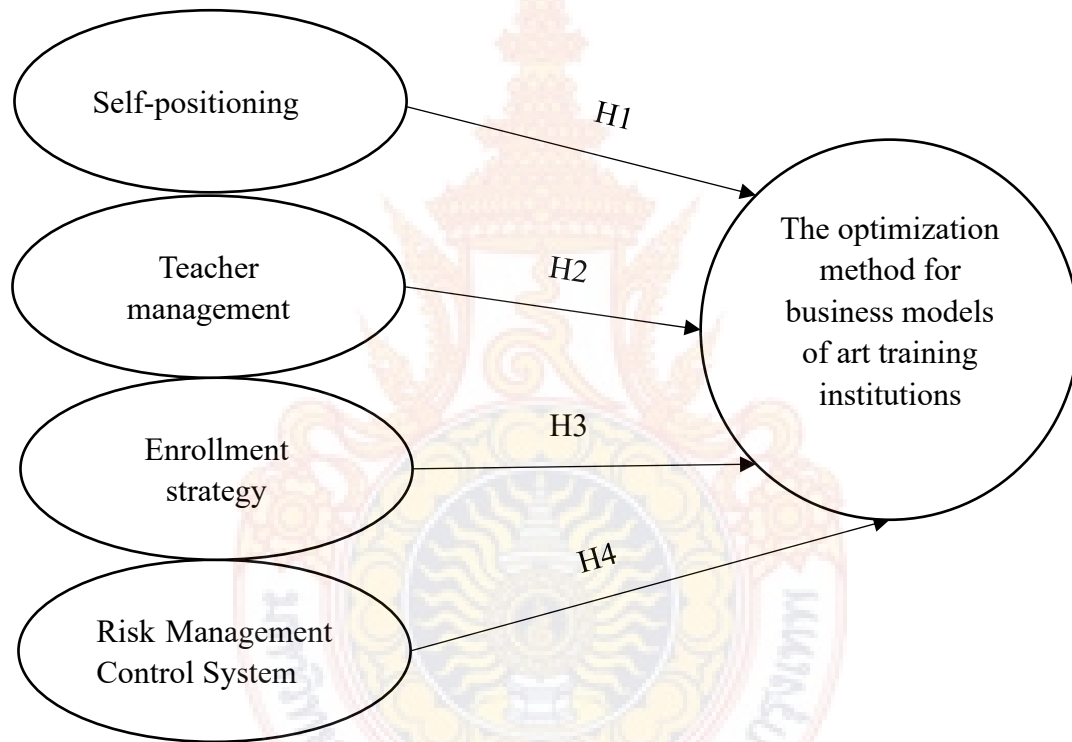 Self-positioning
H1
Teacher
management
H2
Enrollment
strategy
H3
Risk Management
Control System
H4
The optimization
method for
business models
of art training
institutions